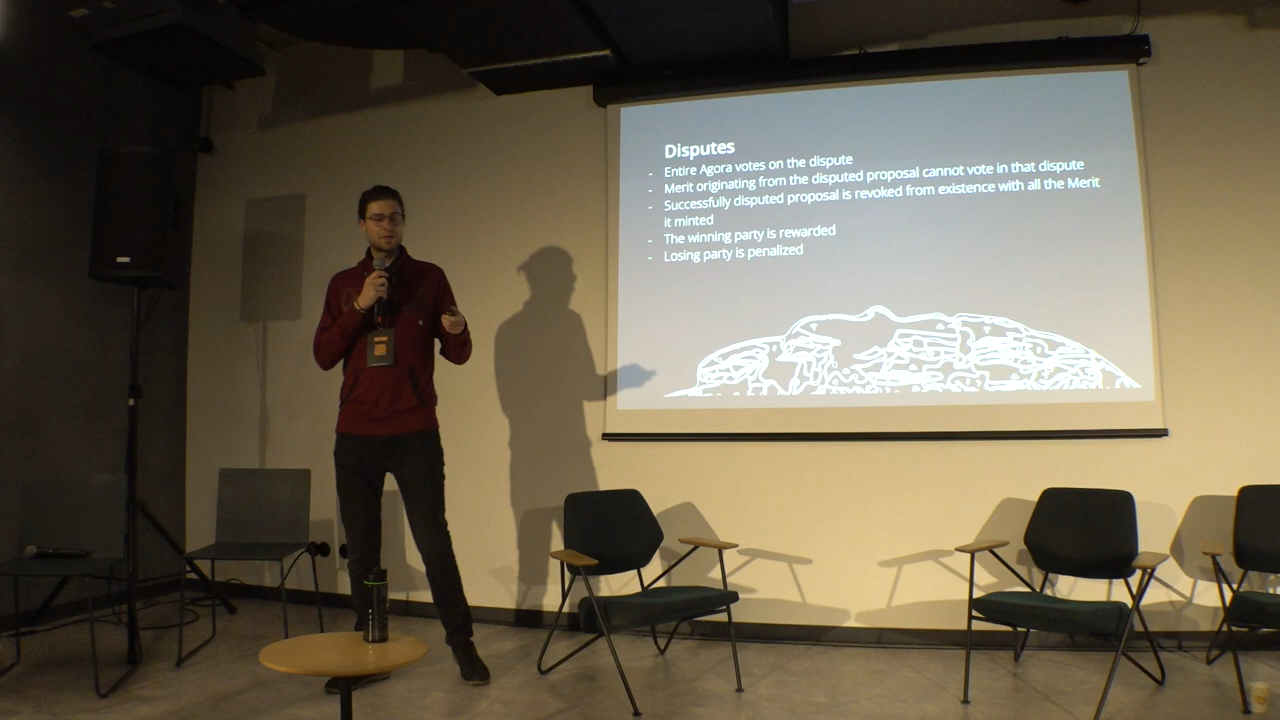 Disputes
- Entire Agora votes on the dispute
- Merit originating from the disputed proposal cannot vote in that dispute
- Successfully disputed proposal is revoked from existence with all the Merit
it minted
- The winning party is rewarded
- Losing party is penalized